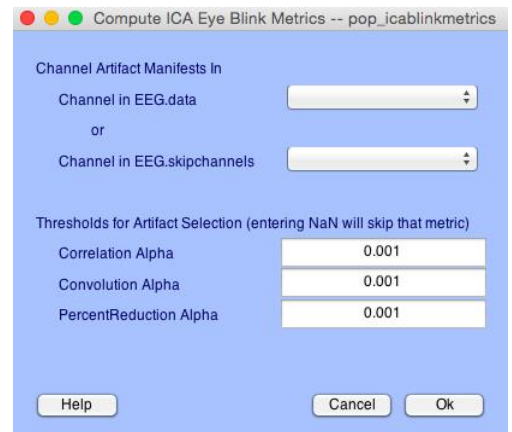 Compute ICA Eye Blink Metrics -- pop_icablinkmetrics
Channel Artifact Manifests In
Channel in EEG.data
or
Channel in EEG.skipchannels
Thresholds for Artifact Selection (entering NaN will skip that metric)
Correlation Alpha 0.001
Convolution Alpha 0.001
PercentReduction Alpha 0.001
Help Cancel Ok